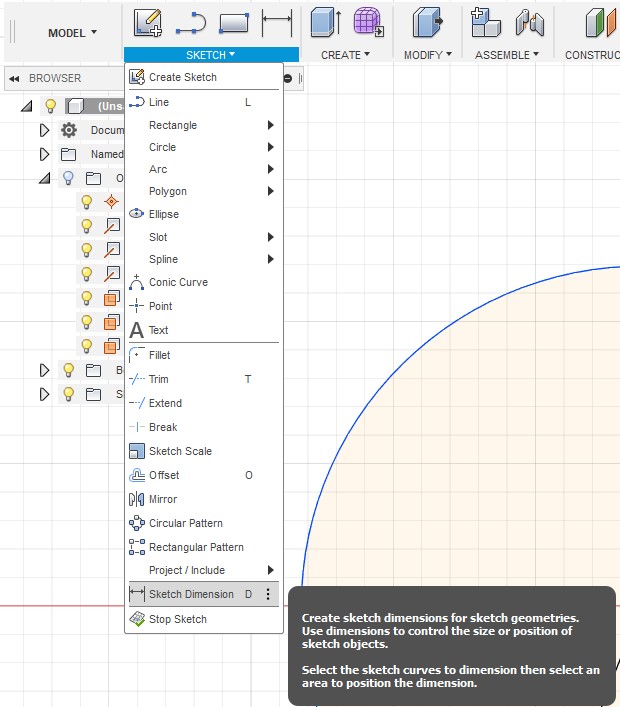 MODEL
SKETCH
CREATE
MODIFY
ASSEMBLE
CONSTRUC
BROWSER
(Uns
Docum
Named
O
Create Sketch
Line L
Rectangle
Circle
Arc
Polygon
Ellipse
Slot
Spline
Conic Curve
Point
A Text
Fillet
Trim T
Extend
Break
Sketch Scale
Offset O
Mirror
Circular Pattern
Rectangular Pattern
Project / Include
Sketch Dimension D
Stop Sketch
Create sketch dimensions for sketch geometries.
Use dimensions to control the size or position of
sketch objects.
Select the sketch curves to dimension then select an
area to position the dimension.